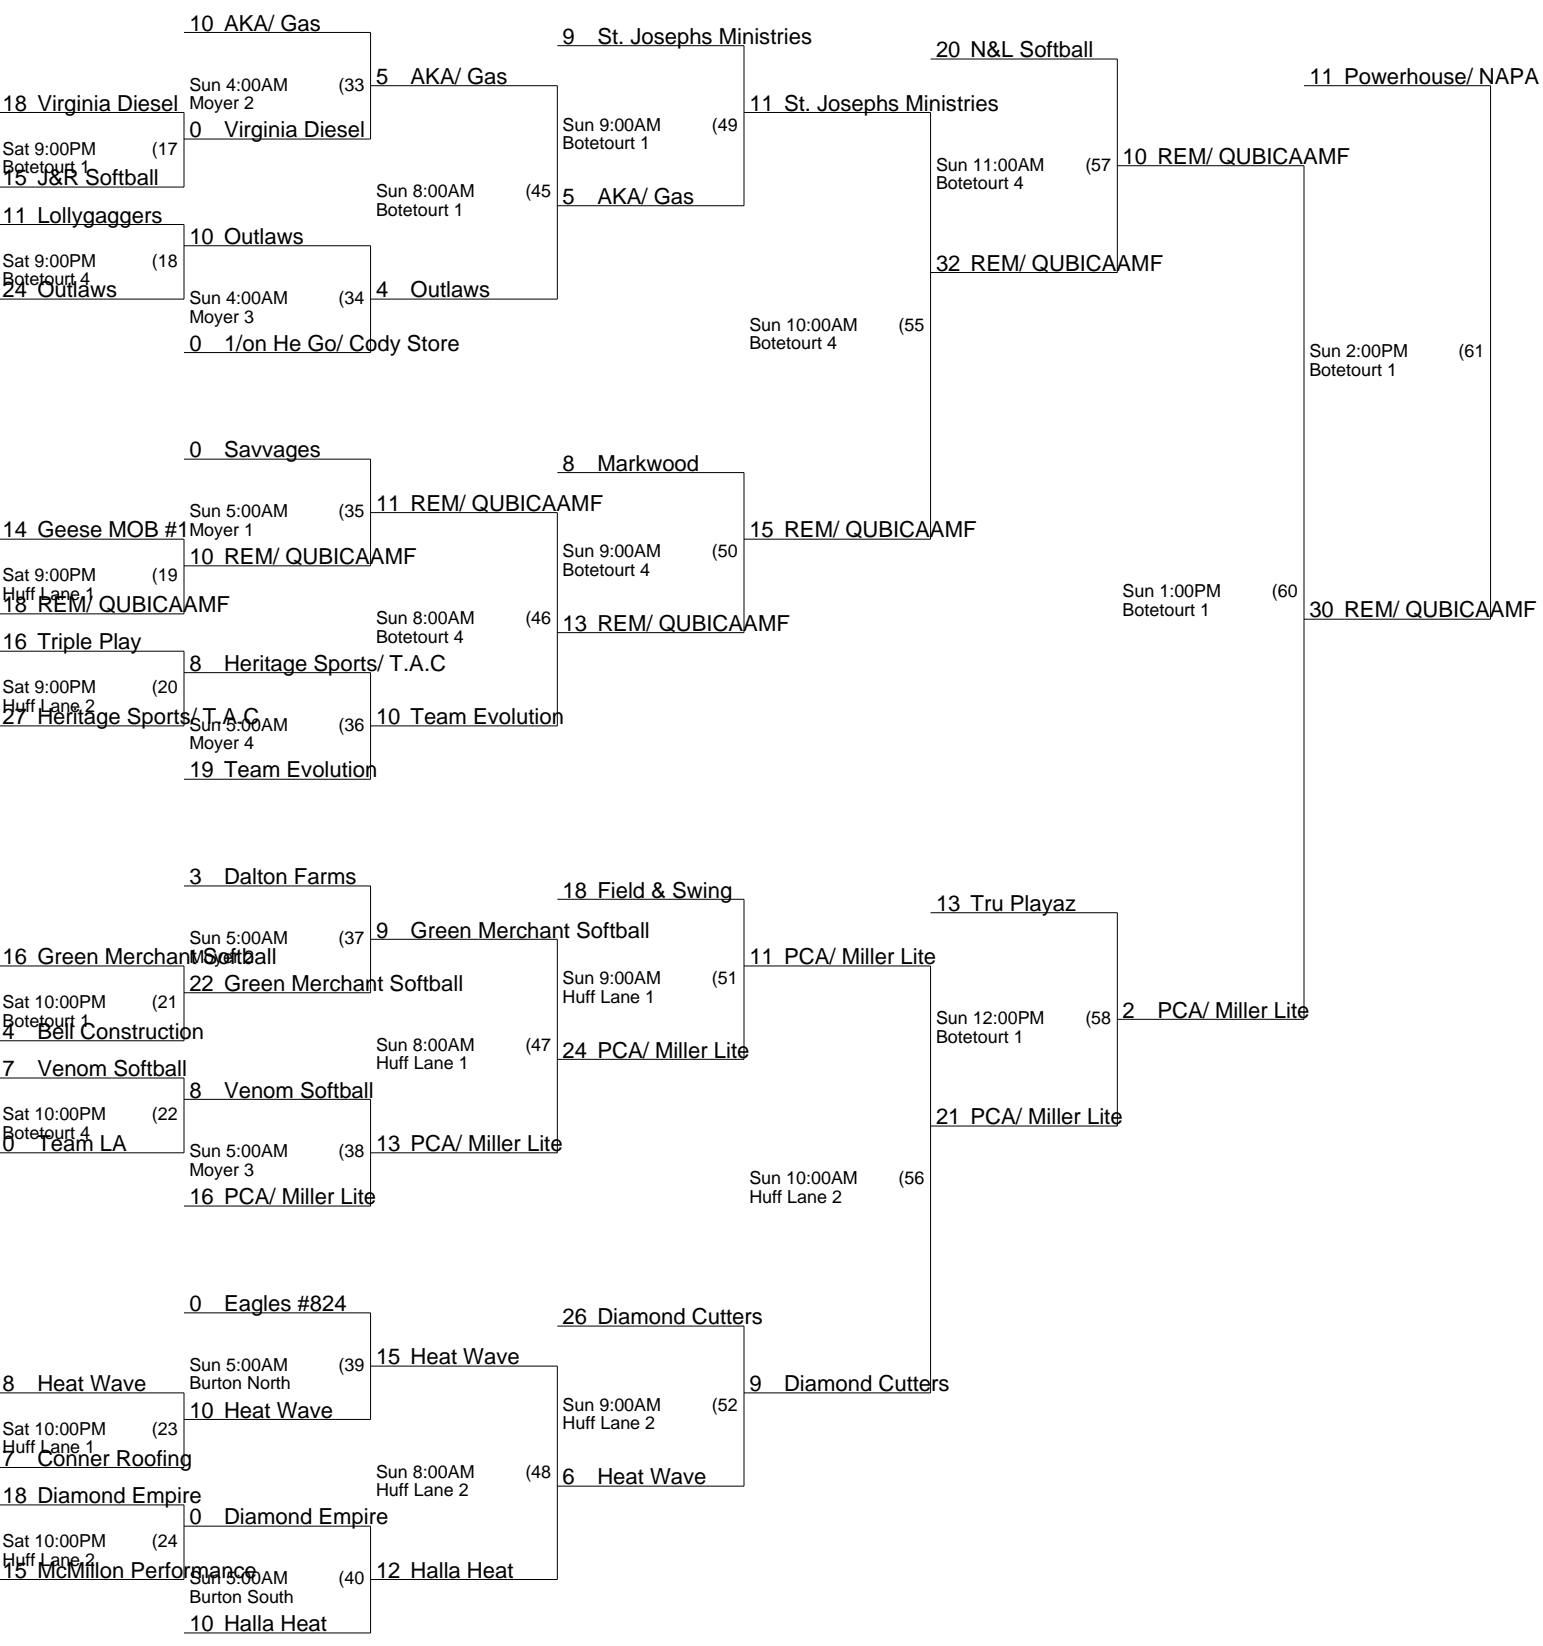 10 AKA/ Gas
Sun 4:00AM (33
Moyer 2
18 Virginia Diesel
0 Virginia Diesel
Sat 9:00PM (17
Botetourt 1
15 J&R Softball
11 Lollygaggers
10 Outlaws
Sat 9:00PM (18
Botetourt 4
24 Outlaws
Sun 4:00AM (34
Moyer 3
0 1/on He Go/ Cody Store
5 AKA/ Gas
Sun 8:00AM (45
Botetourt 1
4 Outlaws
9 St. Josephs Ministries
Sun 9:00AM (49
Botetourt 1
5 AKA/ Gas
11 St. Josephs Ministries
Sun 10:00AM (55
Botetourt 4
20 N&L Softball
Sun 11:00AM (57
Botetourt 4
32 REM/ QUBICAAMF
10 REM/ QUBICAAMF
11 Powerhouse/ NAPA
Sun 2:00PM (61
Botetourt 1
0 Savvages
Sun 5:00AM (35
Moyer 1
14 Geese MOB #1
10 REM/ QUBICAAMF
Sat 9:00PM (19
Huff Lane 1
18 REM/ QUBICAAMF
16 Triple Play
8 Heritage Sports/ T.A.C
Sat 9:00PM (20
Huff Lane 2
27 Heritage Sports/ T.A.C
Sun 5:00AM (36
Moyer 4
19 Team Evolution
11 REM/ QUBICAAMF
Sun 8:00AM (46
Botetourt 4
10 Team Evolution
8 Markwood
Sun 9:00AM (50
Botetourt 4
13 REM/ QUBICAAMF
15 REM/ QUBICAAMF
Sun 1:00PM (60
Botetourt 1
30 REM/ QUBICAAMF
3 Dalton Farms
Sun 5:00AM (37
Moyer 2
16 Green Merchant Softball
22 Green Merchant Softball
Sat 10:00PM (21
Botetourt 1
4 Bell Construction
7 Venom Softball
8 Venom Softball
Sat 10:00PM (22
Botetourt 4
0 Team LA
Sun 5:00AM (38
Moyer 3
16 PCA/ Miller Lite
9 Green Merchant Softball
Sun 8:00AM (47
Huff Lane 1
13 PCA/ Miller Lite
18 Field & Swing
Sun 9:00AM (51
Huff Lane 1
24 PCA/ Miller Lite
11 PCA/ Miller Lite
Sun 10:00AM (56
Huff Lane 2
13 Tru Playaz
Sun 12:00PM (58
Botetourt 1
21 PCA/ Miller Lite
2 PCA/ Miller Lite
0 Eagles #824
Sun 5:00AM (39
Burton North
8 Heat Wave
10 Heat Wave
Sat 10:00PM (23
Huff Lane 1
7 Conner Roofing
18 Diamond Empire
0 Diamond Empire
Sat 10:00PM (24
Huff Lane 2
15 McMillon Performance
Sun 5:00AM (40
Burton South
10 Halla Heat
15 Heat Wave
Sun 8:00AM (48
Huff Lane 2
12 Halla Heat
26 Diamond Cutters
Sun 9:00AM (52
Huff Lane 2
6 Heat Wave
9 Diamond Cutters